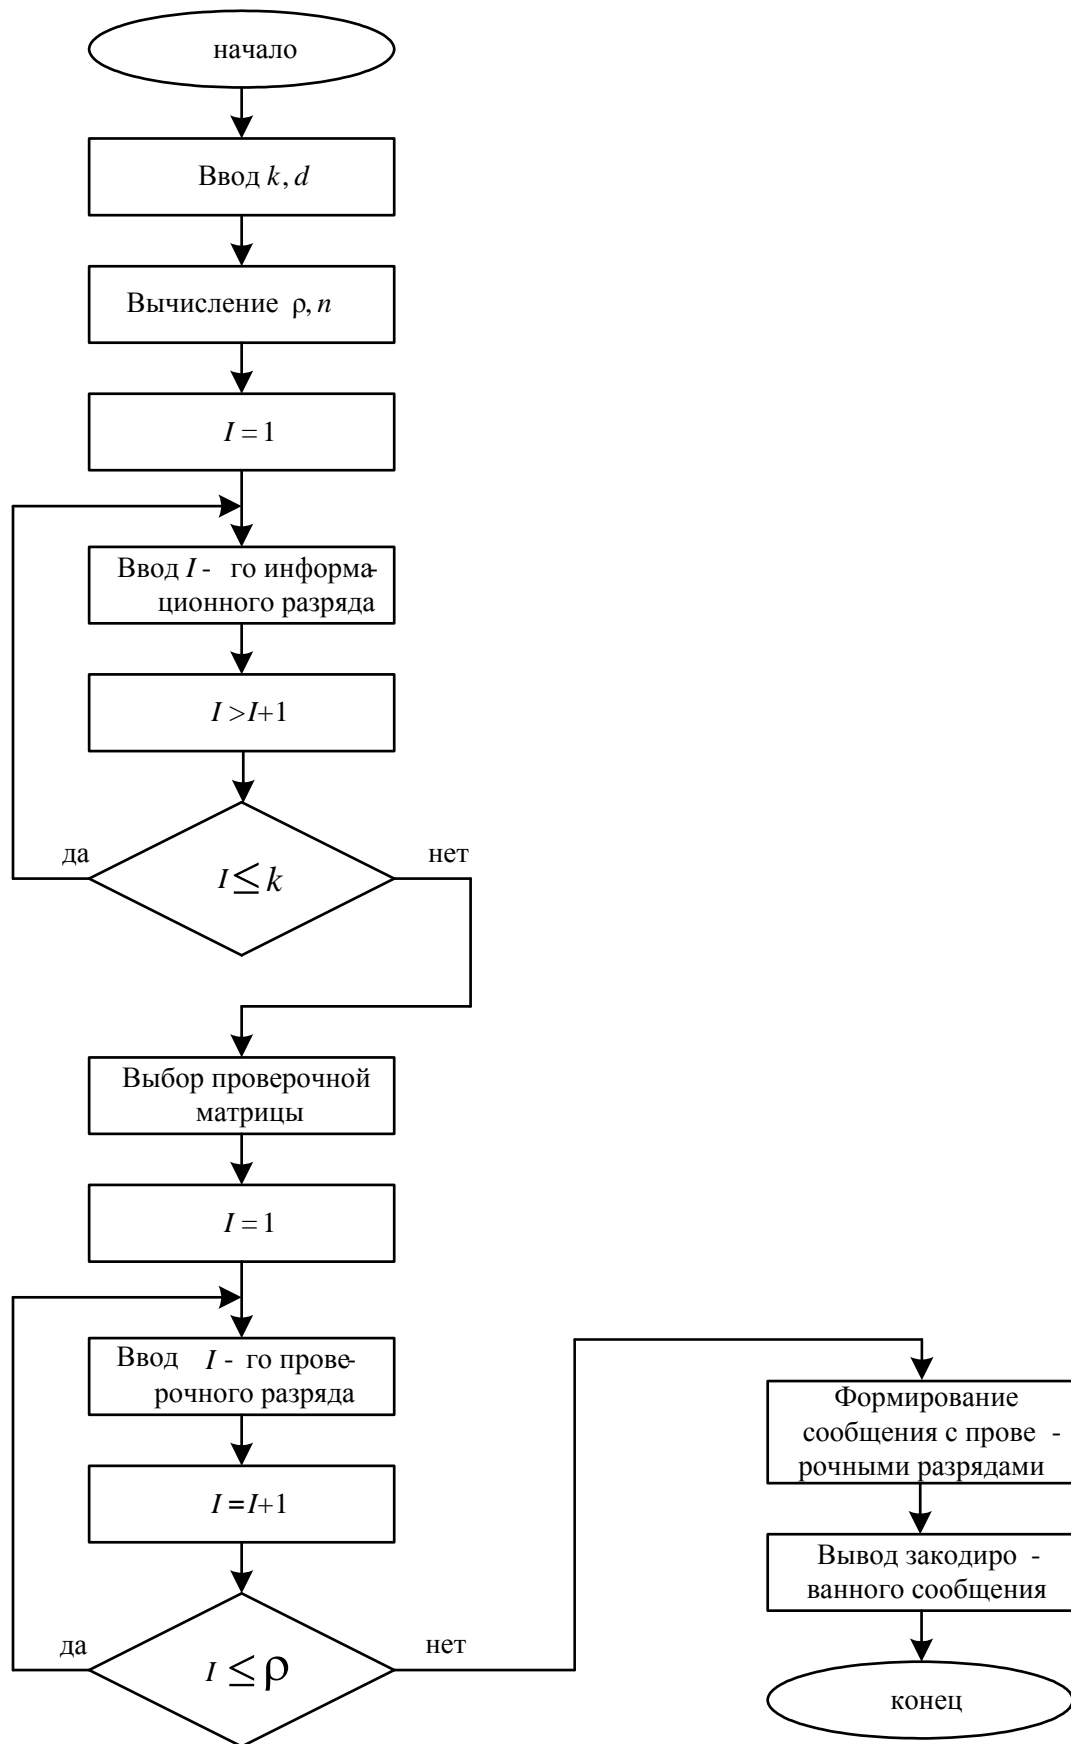 начало
Ввод k, d
Вычисление ρ, n
I = 1
Ввод I - го информа-
ционного разряда
I >I+1
да
нет
I ≤ k
Выбор проверочной
матрицы
I = 1
Ввод I - го прове-
рочного разряда
I =I+1
да
нет
I ≤ ρ
Формирование
сообщения с прове -
рочными разрядами
Вывод закодиро -
ванного сообщения
конец